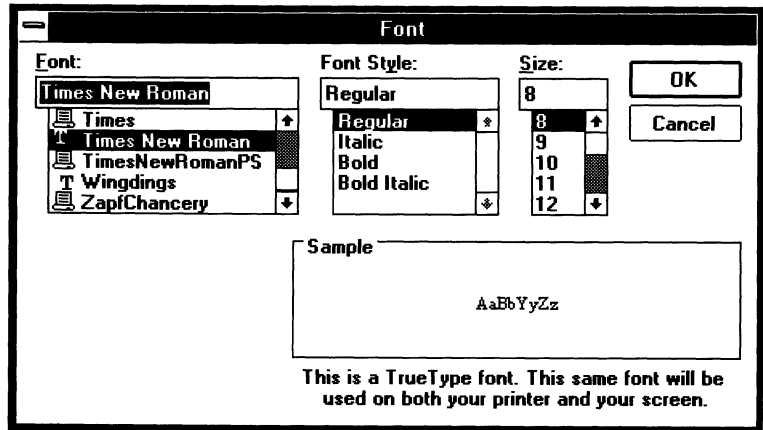 Font
Font:
Times New Roman
Times
T Times New Roman
TimesNewRomanPS
T Wingdings
ZapfChancery
Font Style:
Regular
Regular
Italic
Bold
Bold Italic
Size:
8
8
9
10
11
12
OK
Cancel
Sample
AaBbYyZz
This is a TrueType font. This same font will be
used on both your printer and your screen.